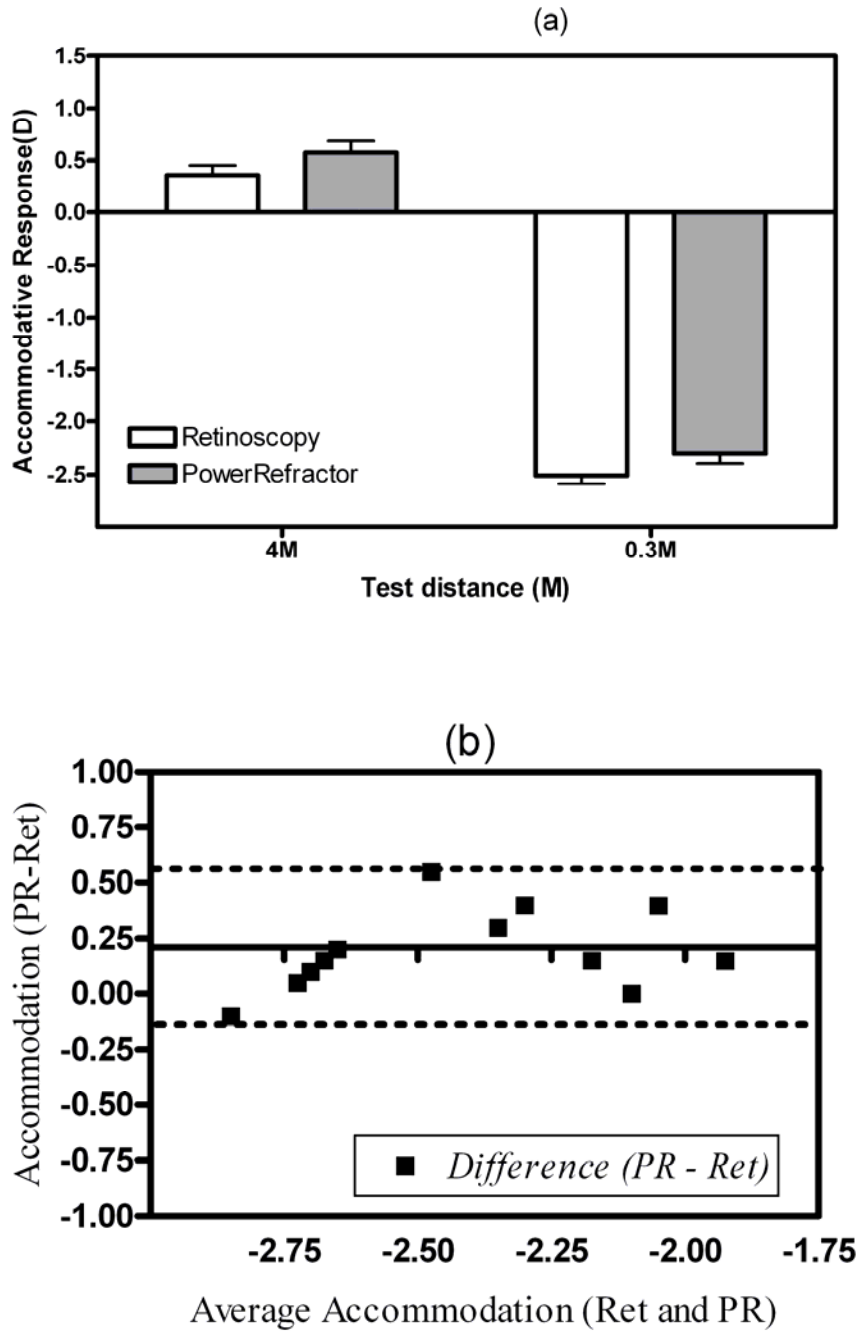 (a)
Accommodative Response(D)
1.5
1.0
0.5
0.0
-0.5
-1.0
-1.5
-2.0
-2.5
Retinoscopy
PowerRefractor
4M 0.3M
Test distance (M)
(b)
Accommodation (PR-Ret)
1.00
0.75
0.50
0.25
0.00
-0.25
-0.50
-0.75
-1.00
Difference (PR - Ret)
-2.75 -2.50 -2.25 -2.00 -1.75
Average Accommodation (Ret and PR)